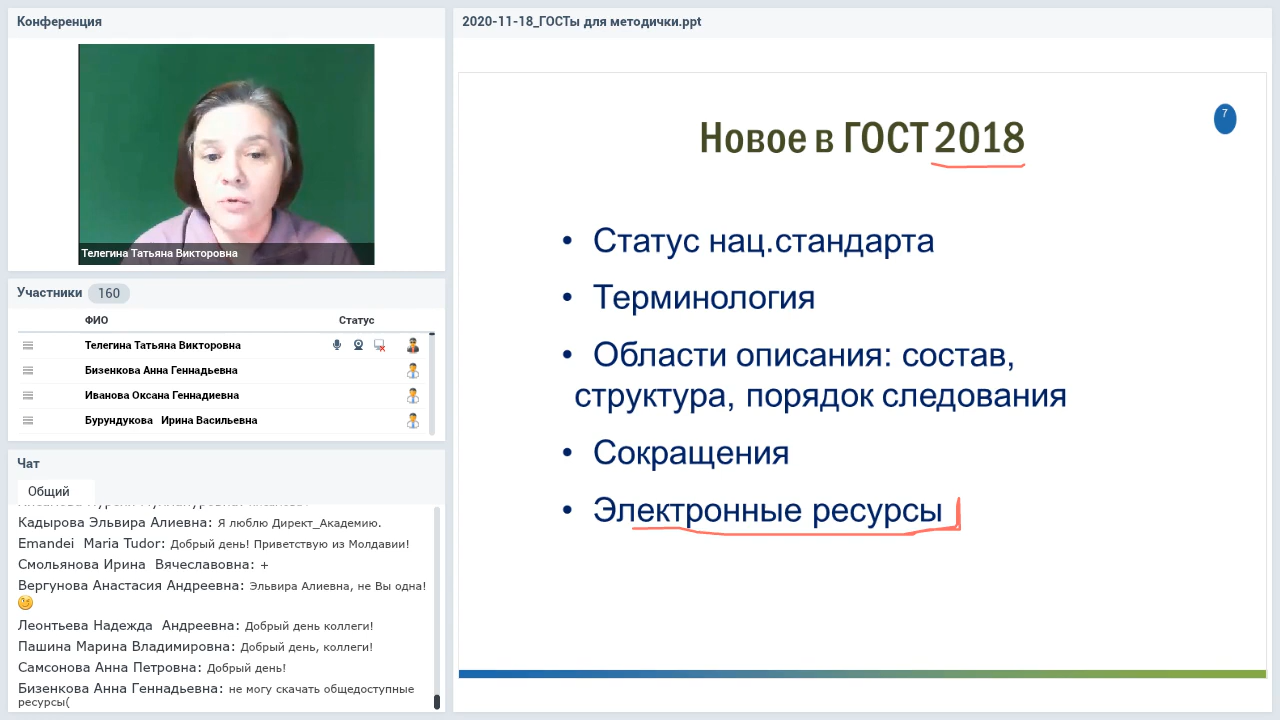 Конференция
Телегина Татьяна Викторовна
Участники 160
ФИО Статус
Телегина Татьяна Викторовна
Бизенкова Анна Геннадьевна
Иванова Оксана Геннадиевна
Бурундукова Ирина Васильевна
Чат
Общий
Кадырова Эльвира Алиевна: Я люблю Директ_Академию.
Emandei Maria Tudor: Добрый день! Приветствую из Молдавии!
Смольянова Ирина Вячеславовна: +
Вергунова Анастасия Андреевна: Эльвира Алиевна, не Вы одна!
Леонтьева Надежда Андреевна: Добрый день коллеги!
Пашина Марина Владимировна: Добрый день, коллеги!
Самсонова Анна Петровна: Добрый день!
Бизенкова Анна Геннадьевна: не могу скачать общедоступные
ресурсы(
2020-11-18_ГОСТы для методички.ppt
7
Новое в ГОСТ 2018
• Статус нац.стандарта
• Терминология
• Области описания: состав,
структура, порядок следования
• Сокращения
• Электронные ресурсы